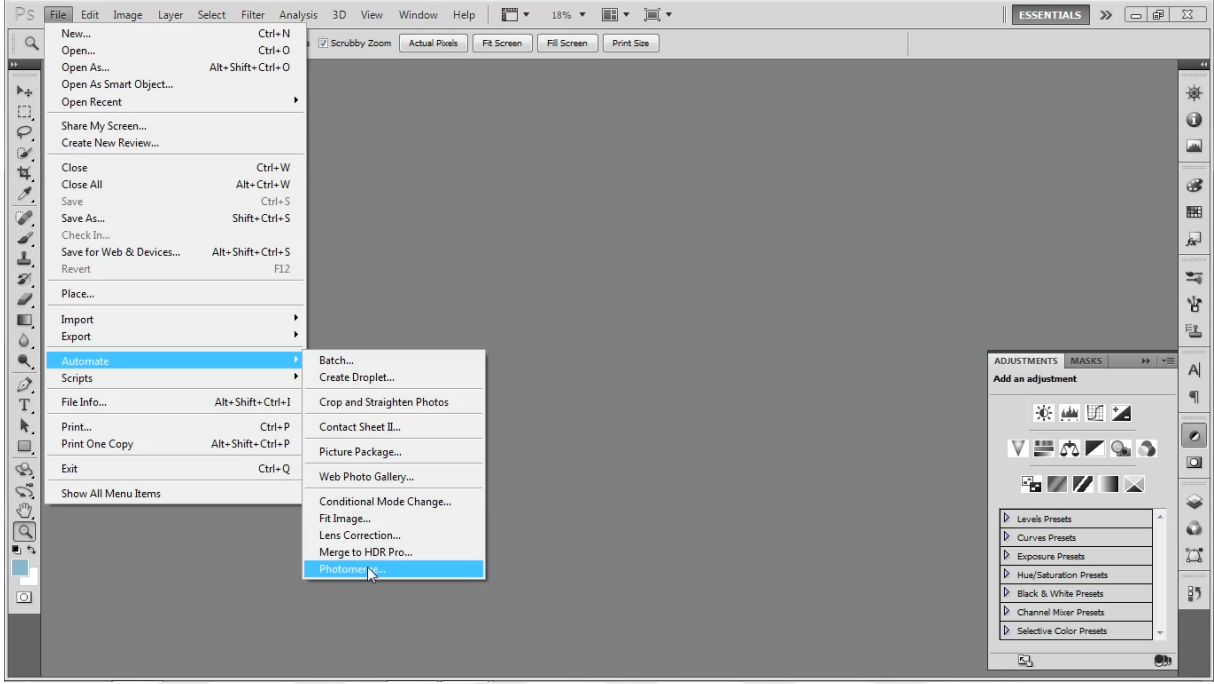 PS File Edit Image Layer Select Filter Analysis 3D View Window Help 18% ESSENTIALS
Scrubby Zoom Actual Pixels Fit Screen Fill Screen Print Size
New... Ctrl+N
Open... Ctrl+O
Open As... Alt+Shift+Ctrl+O
Open As Smart Object...
Open Recent
Share My Screen...
Create New Review...
Close Ctrl+W
Close All Alt+Ctrl+W
Save Ctrl+S
Save As... Shift+Ctrl+S
Check In...
Save for Web & Devices... Alt+Shift+Ctrl+S
Revert F12
Place...
Import
Export
Automate
Scripts
File Info... Alt+Shift+Ctrl+I
Print... Ctrl+P
Print One Copy Alt+Shift+Ctrl+P
Exit Ctrl+Q
Show All Menu Items
Batch...
Create Droplet...
Crop and Straighten Photos
Contact Sheet II...
Picture Package...
Web Photo Gallery...
Conditional Mode Change...
Fit Image...
Lens Correction...
Merge to HDR Pro...
Photomerge...
ADJUSTMENTS MASKS
Add an adjustment
Levels Presets
Curves Presets
Exposure Presets
Hue/Saturation Presets
Black & White Presets
Channel Mixer Presets
Selective Color Presets